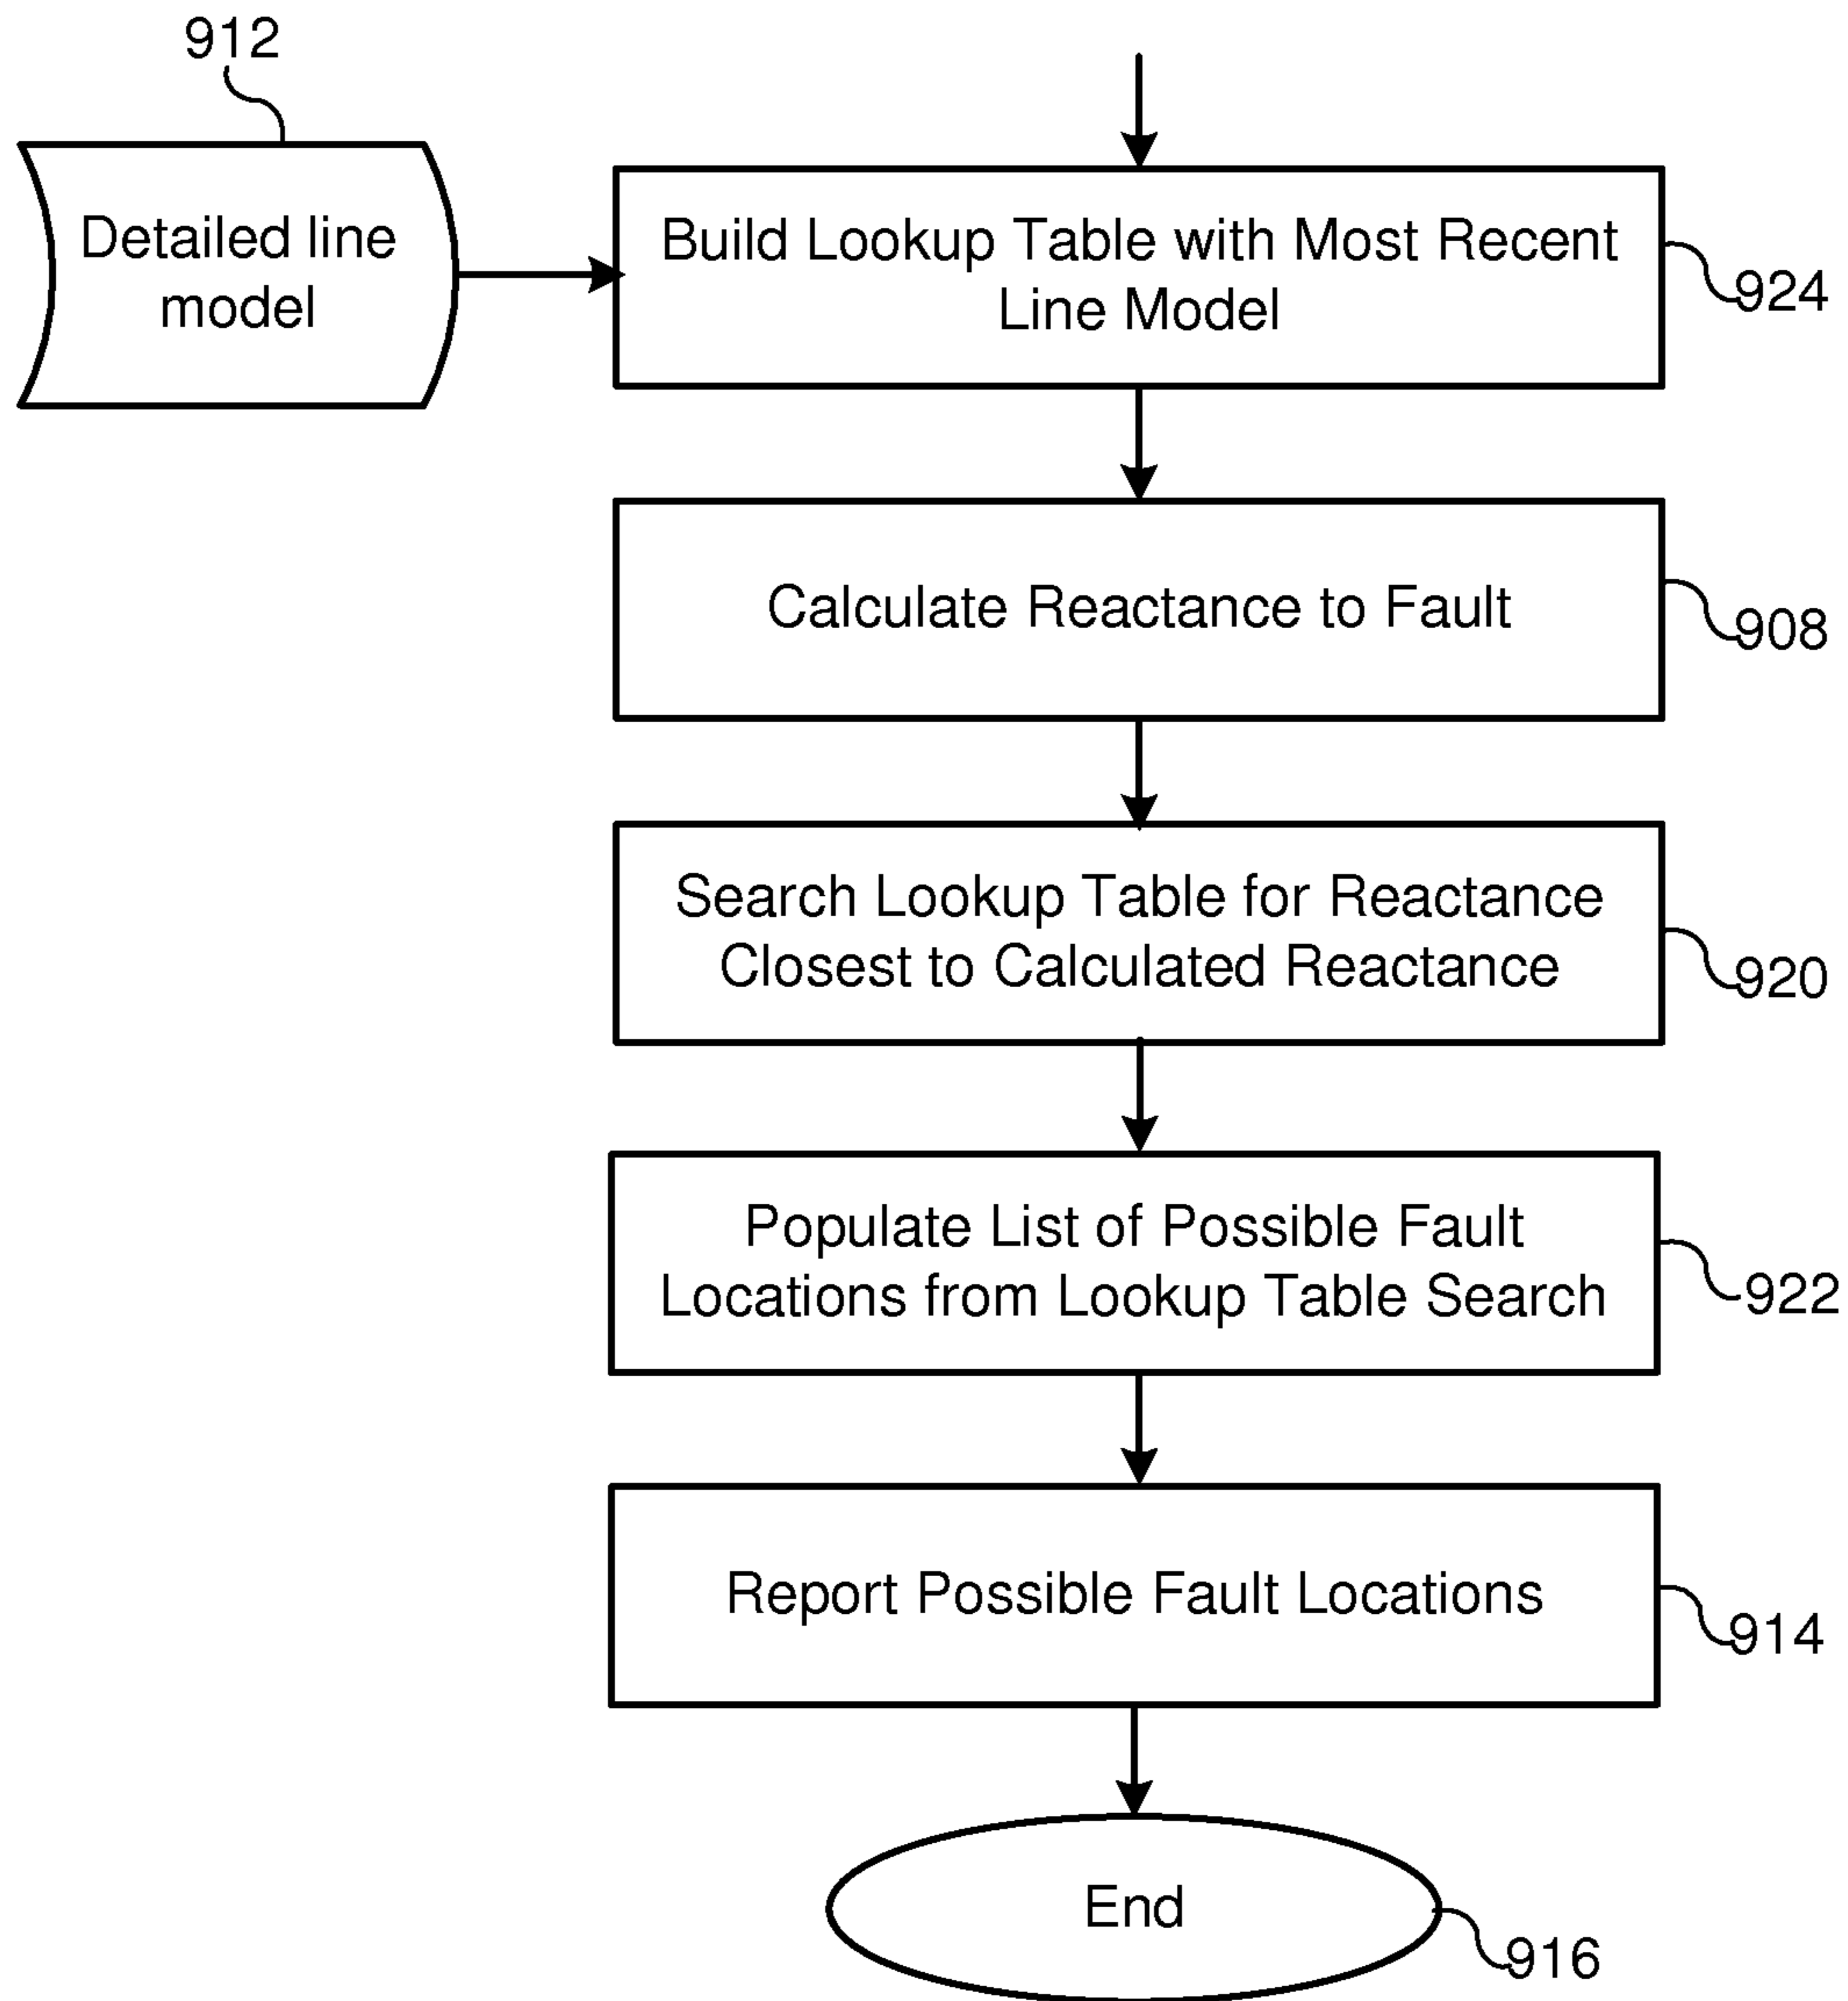 912
Detailed line
model
Build Lookup Table with Most Recent
Line Model
924
Calculate Reactance to Fault
908
Search Lookup Table for Reactance
Closest to Calculated Reactance
920
Populate List of Possible Fault
Locations from Lookup Table Search
922
Report Possible Fault Locations
914
End
916